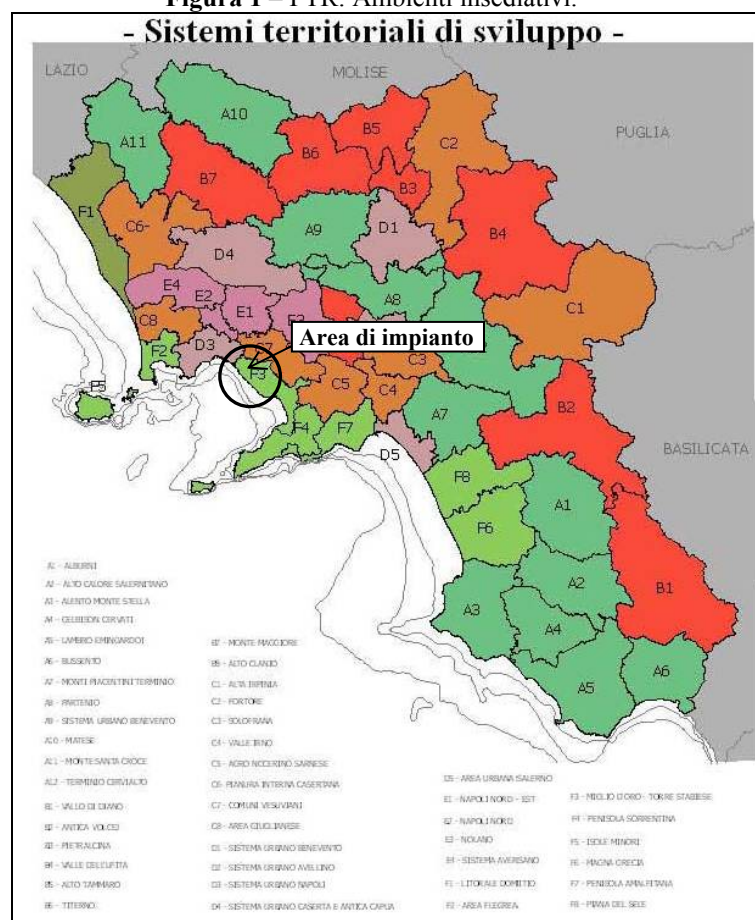 Figura 1 – PTR. Ambienti insediativi.
- Sistemi territoriali di sviluppo -
LAZIO
MOLISE
PUGLIA
BASILICATA
A11
A10
B7
B6
B5
B3
C2
B4
F1
C6-
D4
A9
D1
A8
C1
E4
E2
E1
C8
F2
D3
Area di impianto
F3
C3
C5
C4
F5
F4
F7
A7
B2
D5
F8
F6
A1
A2
A3
A4
A5
A6
B1
A1 - ALBURNI
A2 - ALTO CALORE SALERNITANO
A3 - ALENTO MONTE STELLA
A4 - GELBISON CERVATI
A5 - LAMBRO E MINGARDO
A6 - BUSSENTO
A7 - MONTI PIACENTINI TERMINIO
A8 - PARTENIO
A9 - SISTEMA URBANO BENEVENTO
A10 - MATESE
A11 - MONTE SANTA CROCE
A12 - TERMINIO CERVIALTO
B1 - VALLO DI DIANO
B2 - ANTICA VOLCEI
B3 - PIETRALCINA
B4 - VALLE DELL'UFITA
B5 - ALTO TAMMARO
B6 - TITERNO
B7 - MONTE MAGGIORE
B8 - ALTO CLANIO
C1 - ALTA IRPINIA
C2 - FORTORE
C3 - SOLOFRANA
C4 - VALLE IRNO
C5 - AGRO NOCERINO SARNESE
C6 - PIANURA INTERNA CASERTANA
C7 - COMUNI VESUVIANI
C8 - AREA GIUGLIANESE
D1 - SISTEMA URBANO BENEVENTO
D2 - SISTEMA URBANO AVELLINO
D3 - SISTEMA URBANO NAPOLI
D4 - SISTEMA URBANO CASERTA E ANTICA CAPUA
D5 - AREA URBANA SALERNO
E1 - NAPOLI NORD - EST
E2 - NAPOLI NORD
E3 - NOLANO
E4 - SISTEMA AVERSANO
F1 - LITORALE DOMITIO
F2 - AREA FLEGREA
F3 - MIGLIO D'ORO - TORRE STABIESE
F4 - PENISOLA SORRENTINA
F5 - ISOLE MINORI
F6 - MAGNA GRECIA
F7 - PENISOLA AMALFITANA
F8 - PIANA DEL SELE